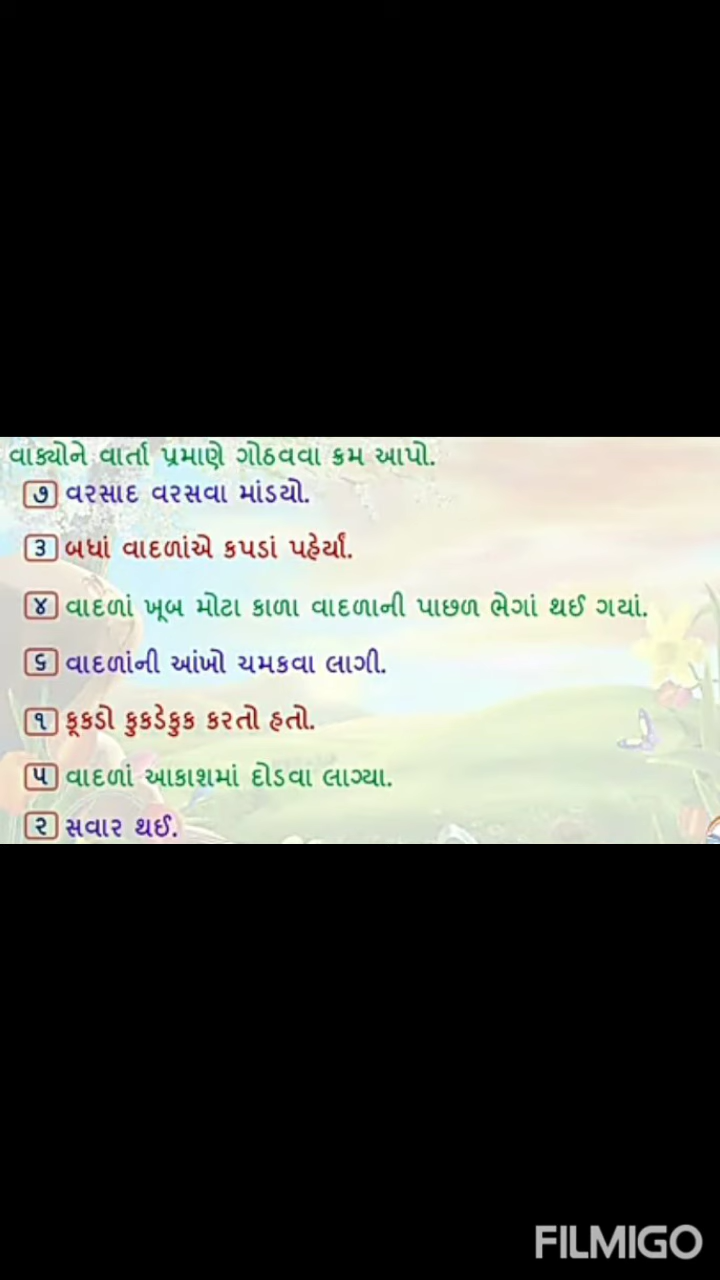 વાક્યોને વાર્તા પ્રમાણે ગોઠવવા ક્રમ આપો.
૭ વરસાદ વરસવા માંડયો.
૩ બધાં વાદળાંએ કપડાં પહેર્યાં.
૪ વાદળાં ખૂબ મોટા કાળા વાદળાની પાછળ ભેગાં થઈ ગયાં.
૬ વાદળાંની આંખો ચમકવા લાગી.
૧ કૂકડો કુકડેકુક કરતો હતો.
૫ વાદળાં આકાશમાં દોડવા લાગ્યા.
૨ સવાર થઈ.
FILMIGO